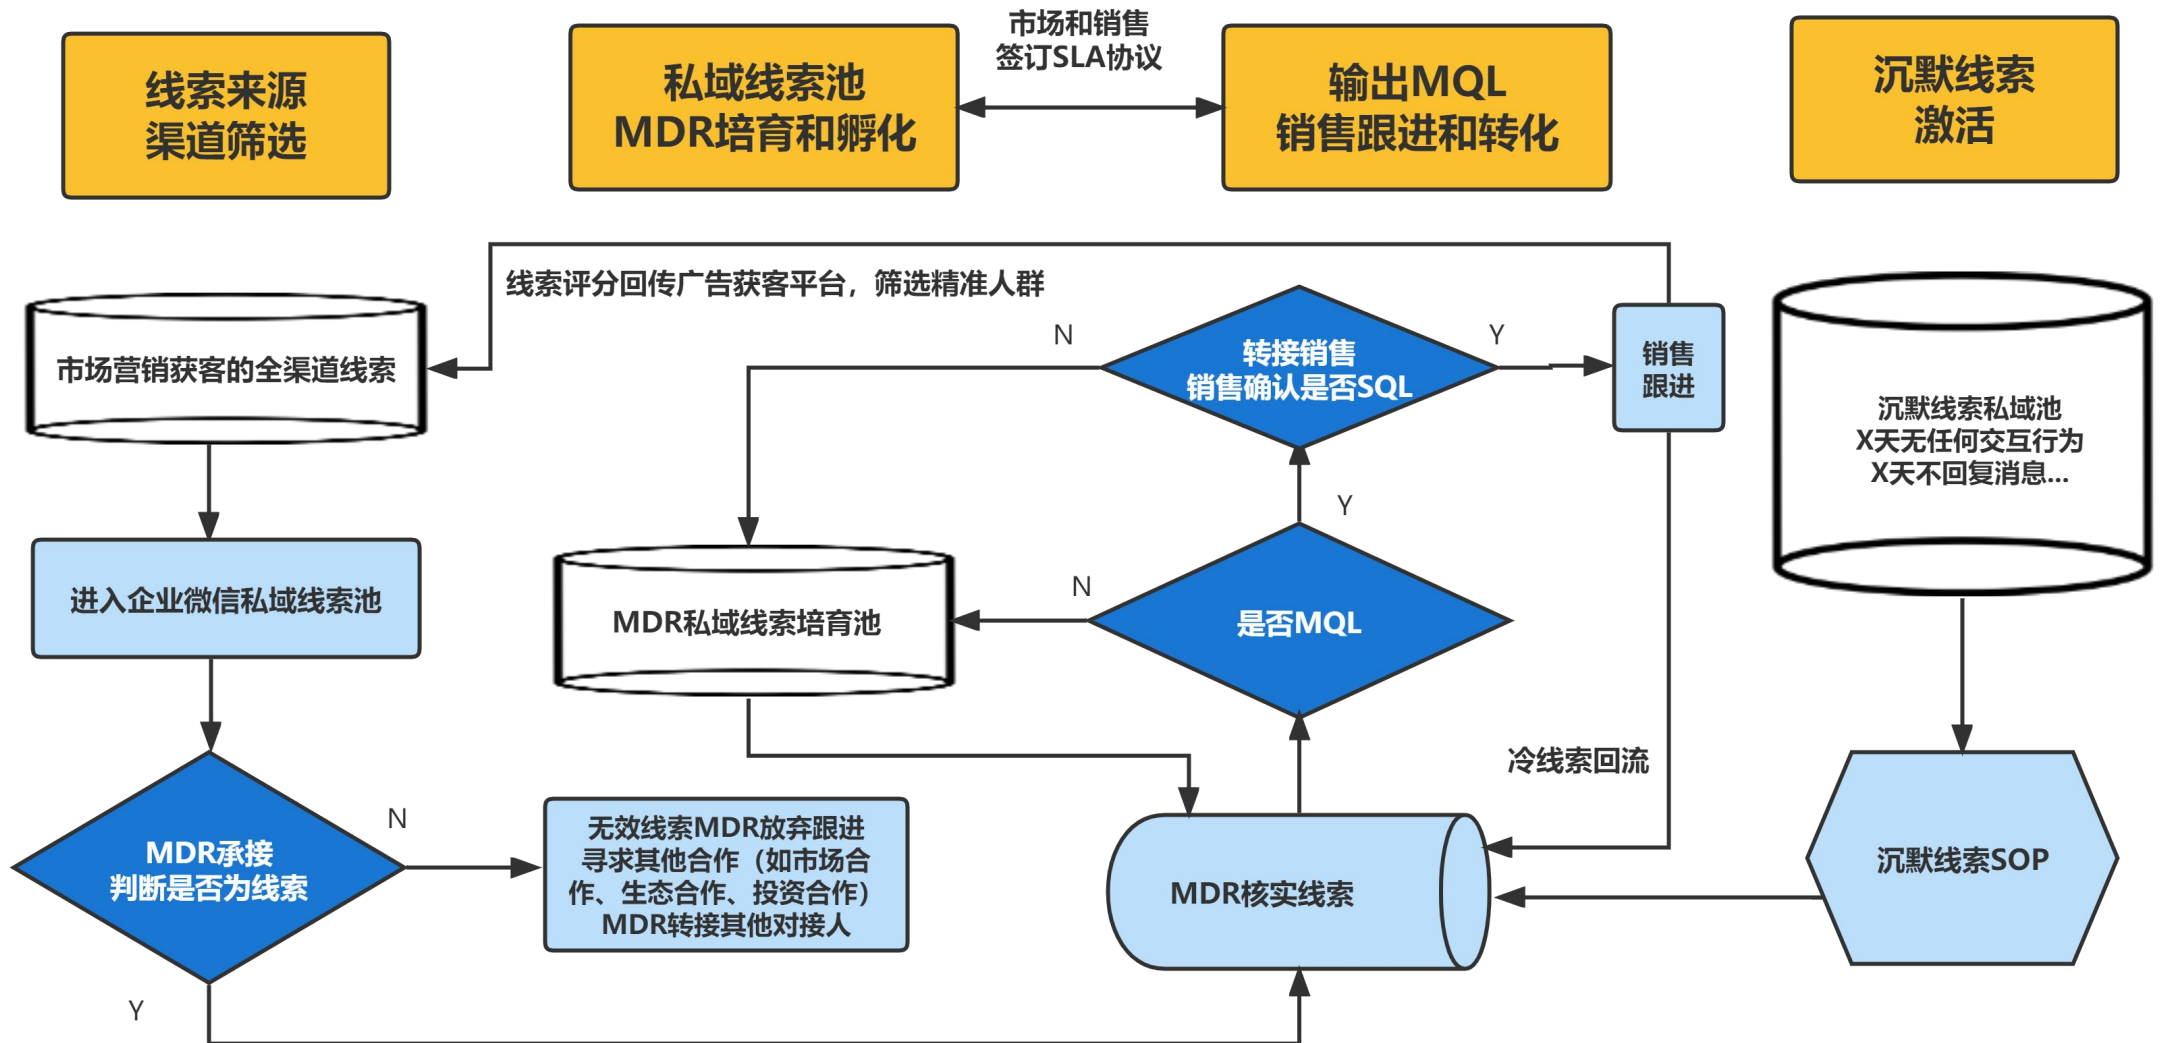 线索来源
渠道筛选
私域线索池
MDR培育和孵化
市场和销售
签订SLA协议
输出MQL
销售跟进和转化
沉默线索
激活
线索评分回传广告获客平台，筛选精准人群
市场营销获客的全渠道线索
N
转接销售
销售确认是否SQL
Y
销售
跟进
沉默线索私域池
X天无任何交互行为
X天不回复消息...
Y
进入企业微信私域线索池
MDR私域线索培育池
N
是否MQL
冷线索回流
MDR承接
判断是否为线索
N
无效线索MDR放弃跟进
寻求其他合作（如市场合
作、生态合作、投资合作）
MDR转接其他对接人
MDR核实线索
沉默线索SOP
Y